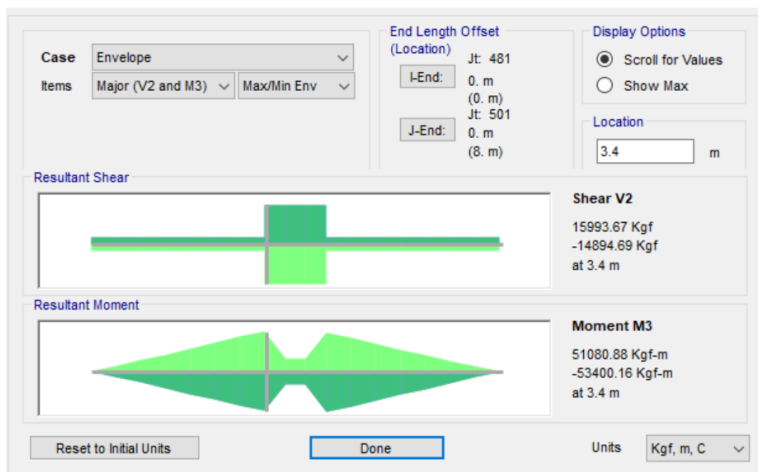 Case
Envelope
Items
Major (V2 and M3)
Max/Min Env
End Length Offset
(Location)
Jt: 481
I-End:
0. m
(0. m)
Jt: 501
J-End:
0. m
(8. m)
Display Options
Scroll for Values
Show Max
Location
3.4
m
Resultant Shear
Shear V2
15993.67 Kgf
-14894.69 Kgf
at 3.4 m
Resultant Moment
Moment M3
51080.88 Kgf-m
-53400.16 Kgf-m
at 3.4 m
Reset to Initial Units
Done
Units
Kgf, m, C